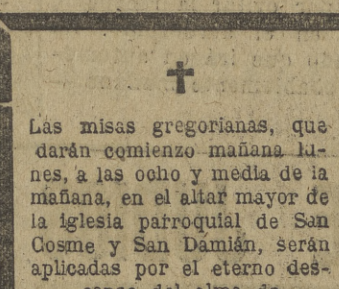 Las misas gregorianas, que
darán comienzo mañana lu-
nes, a las ocho y media de la
mañana, en el altar mayor de
la iglesia parroquial de San
Cosme y San Damián, serán
aplicadas por el eterno des-